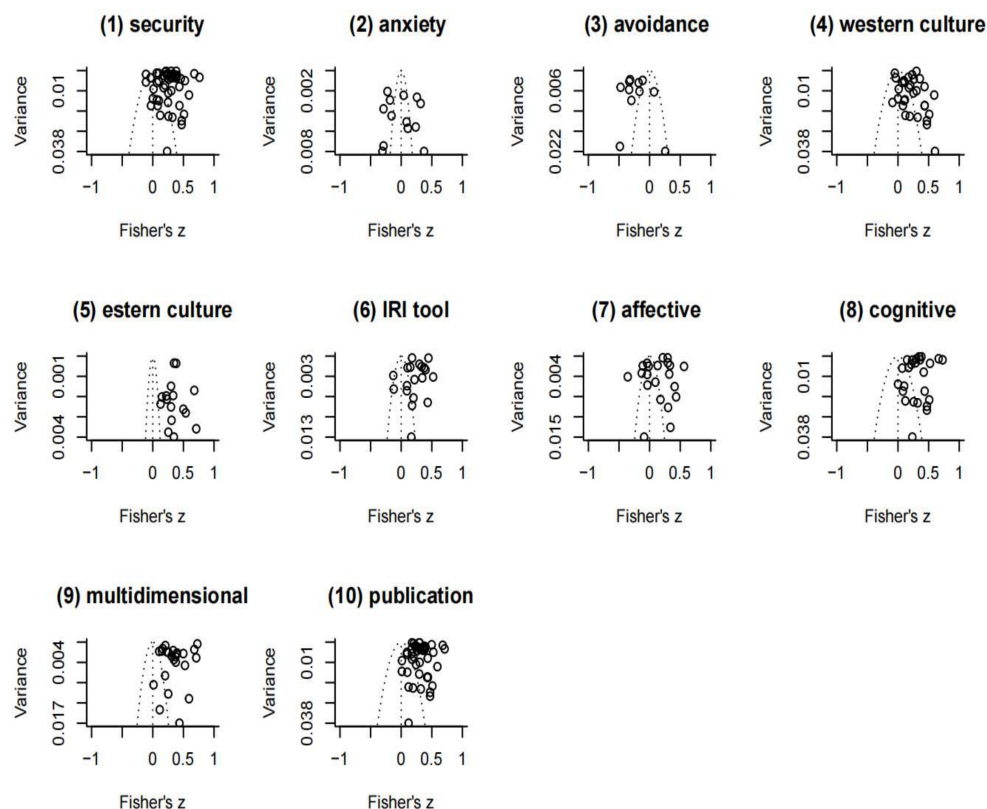 (1) security (2) anxiety (3) avoidance (4) western culture
Variance 0.01 0.038 Variance 0.002 0.008 Variance 0.006 0.022 Variance 0.01 0.038
−1 0 0.5 1 −1 0 0.5 1 −1 0 0.5 1 −1 0 0.5 1
Fisher's z Fisher's z Fisher's z Fisher's z
(5) estern culture (6) IRI tool (7) affective (8) cognitive
Variance 0.001 0.004 Variance 0.003 0.013 Variance 0.004 0.015 Variance 0.01 0.038
−1 0 0.5 1 −1 0 0.5 1 −1 0 0.5 1 −1 0 0.5 1
Fisher's z Fisher's z Fisher's z Fisher's z
(9) multidimensional (10) publication
Variance 0.004 0.017 Variance 0.01 0.038
−1 0 0.5 1 −1 0 0.5 1
Fisher's z Fisher's z